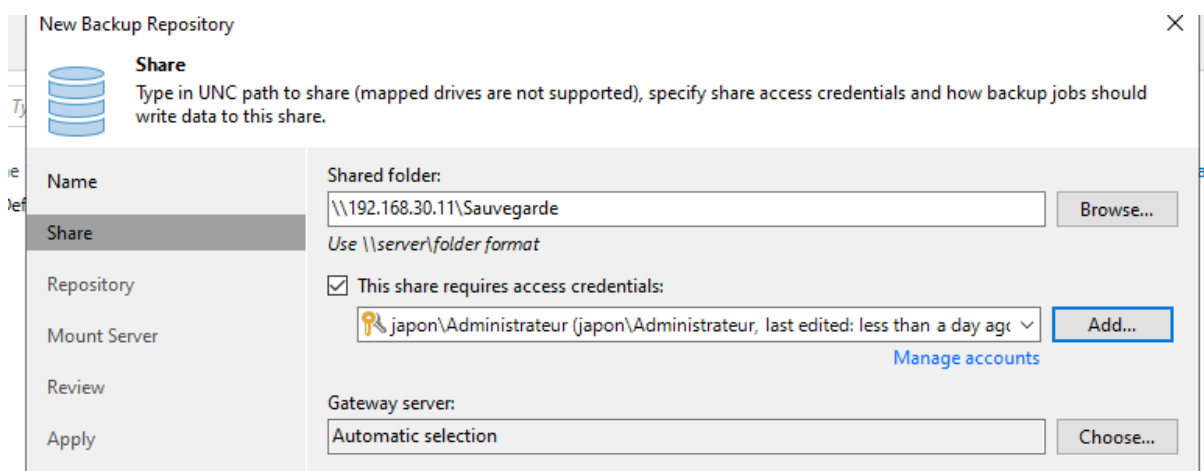 New Backup Repository
Share
Type in UNC path to share (mapped drives are not supported), specify share access credentials and how backup jobs should
write data to this share.
Name
Share
Repository
Mount Server
Review
Apply
Shared folder:
\\192.168.30.11\Sauvegarde
Browse...
Use \\server\folder format
This share requires access credentials:
japon\Administrateur (japon\Administrateur, last edited: less than a day
Add...
Manage accounts
Gateway server:
Automatic selection
Choose...